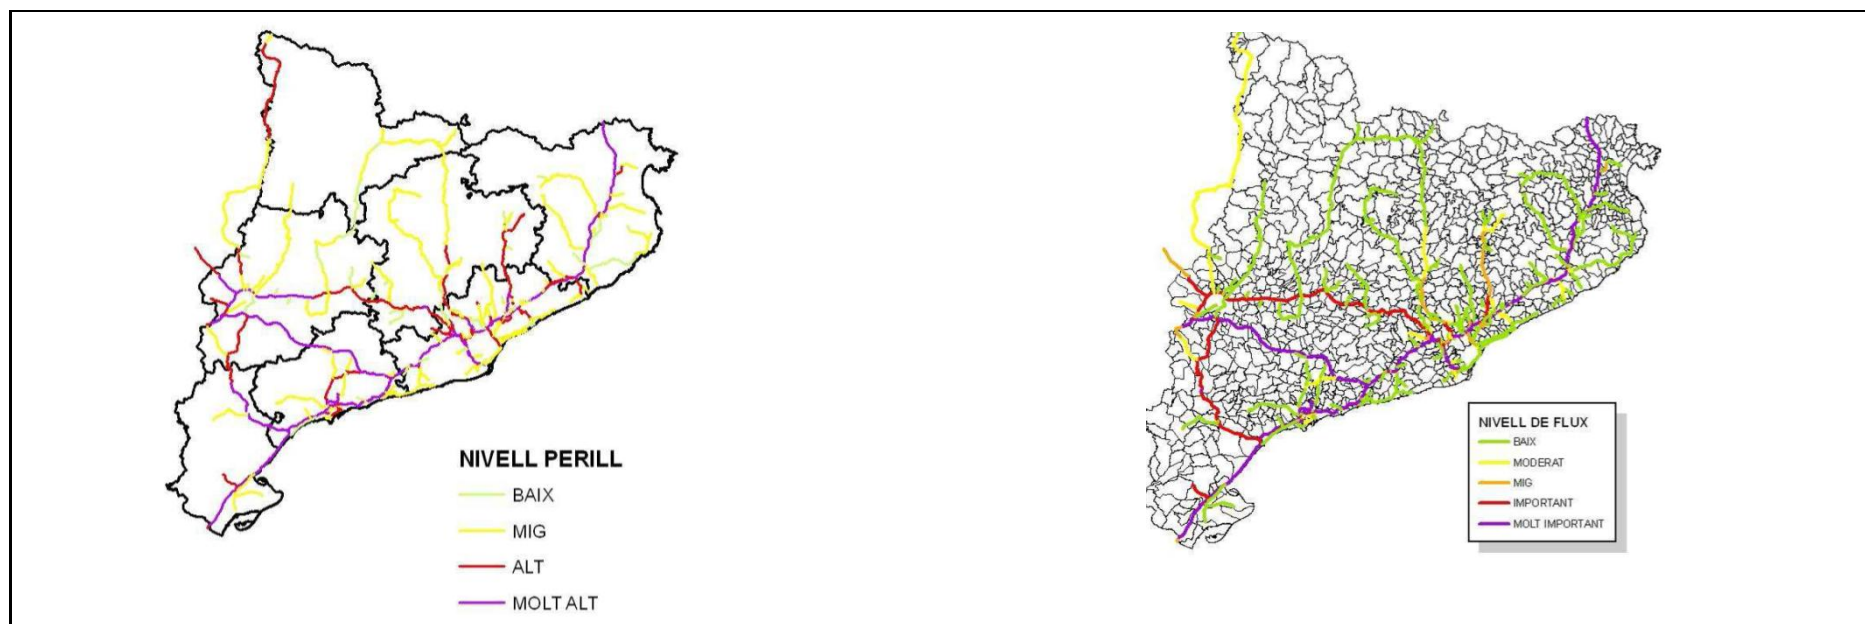 NIVELL PERILL
BAIX
MIG
ALT
MOLT ALT
NIVELL DE FLUX
BAIX
MODERAT
MIG
IMPORTANT
MOLT IMPORTANT